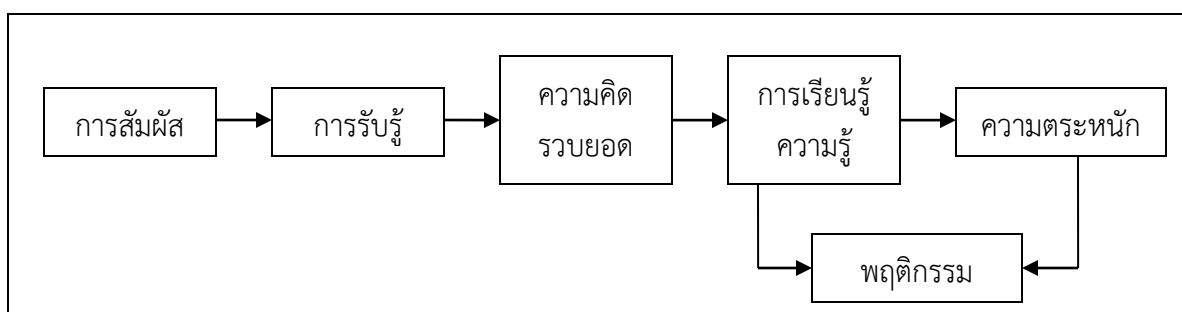 การสัมผัส
การรับรู้
ความคิด
รวบยอด
การเรียนรู้
ความรู้
ความตระหนัก
พฤติกรรม